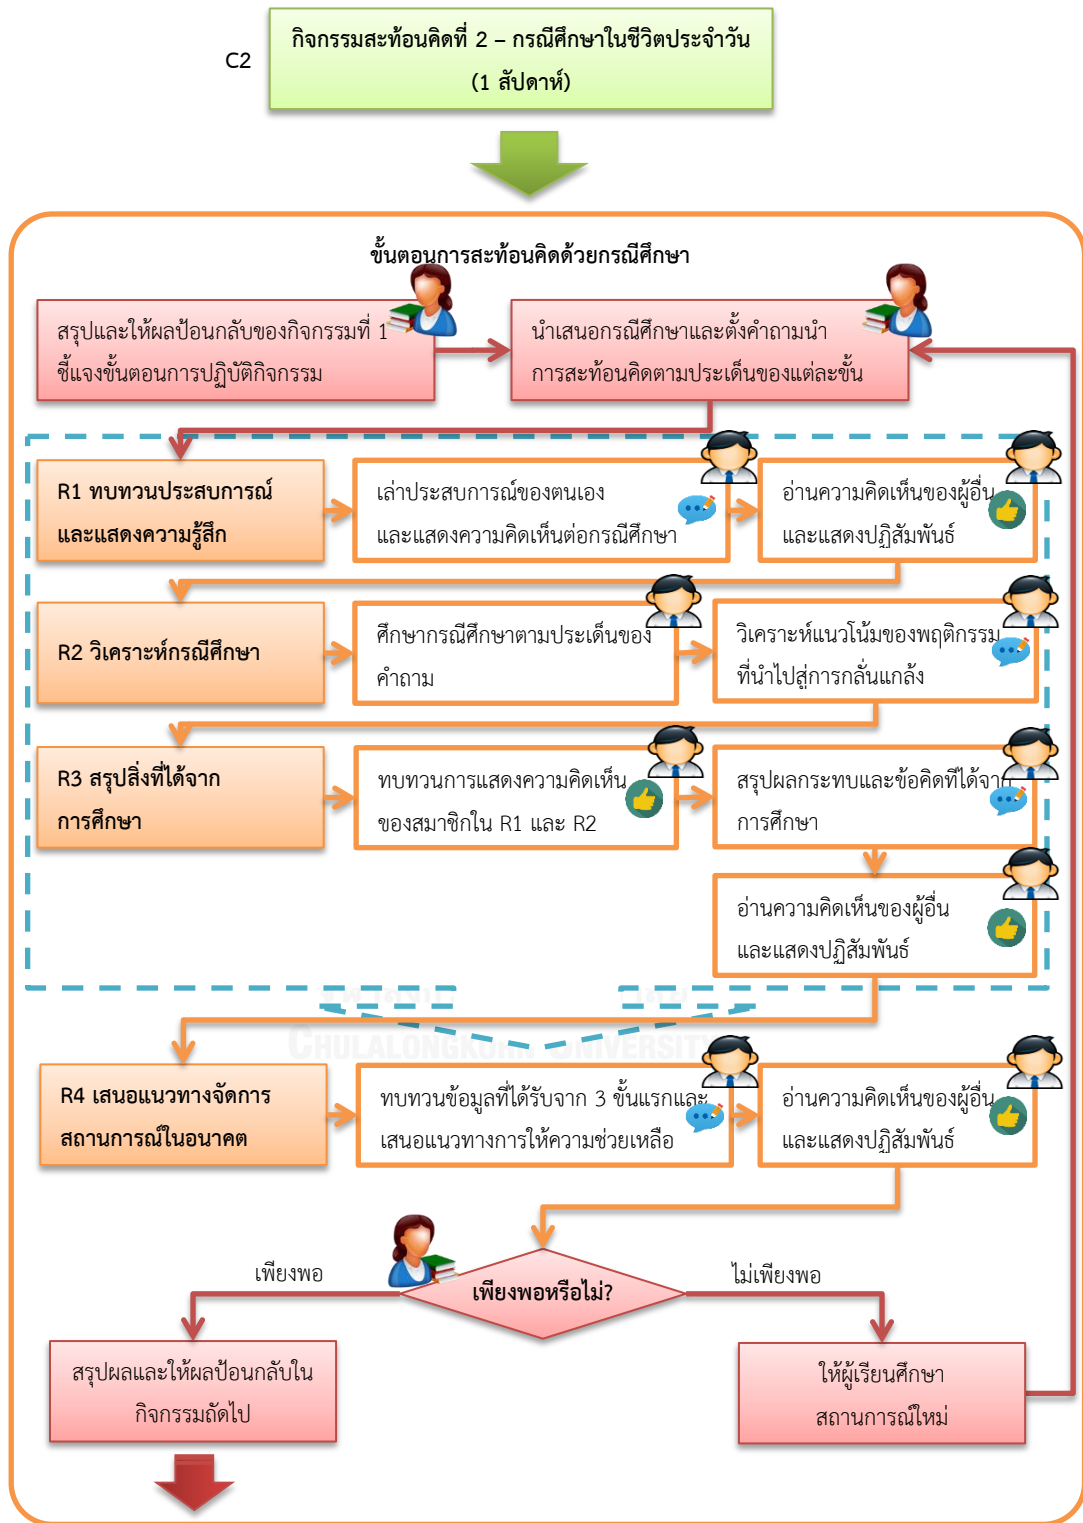 กิจกรรมสะท้อนคิดที่ 2 – กรณีศึกษาในชีวิตประจำวัน
C2
(1 สัปดาห์)
ขั้นตอนการสะท้อนคิดด้วยกรณีศึกษา
สรุปและให้ผลป้อนกลับของกิจกรรมที่ 1
ชี้แจงขั้นตอนการปฏิบัติกิจกรรม
นำเสนอกรณีศึกษาและตั้งคำถามนำ
การสะท้อนคิดตามประเด็นของแต่ละขั้น
R1 ทบทวนประสบการณ์
และแสดงความรู้สึก
เล่าประสบการณ์ของตนเอง
และแสดงความคิดเห็นต่อกรณีศึกษา
อ่านความคิดเห็นของผู้อื่น
และแสดงปฏิสัมพันธ์
R2 วิเคราะห์กรณีศึกษา
ศึกษากรณีศึกษาตามประเด็นของ
คำถาม
วิเคราะห์แนวโน้มของพฤติกรรม
ที่นำไปสู่การกลั่นแกล้ง
R3 สรุปสิ่งที่ได้จาก
การศึกษา
ทบทวนการแสดงความคิดเห็น
ของสมาชิกใน R1 และ R2
สรุปผลกระทบและข้อคิดที่ได้จาก
การศึกษา
อ่านความคิดเห็นของผู้อื่น
และแสดงปฏิสัมพันธ์
CHULALONGKORN UNIVERSITY
R4 เสนอแนวทางจัดการ
สถานการณ์ในอนาคต
ทบทวนข้อมูลที่ได้รับจาก 3 ขั้นแรกและ
เสนอแนวทางการให้ความช่วยเหลือ
อ่านความคิดเห็นของผู้อื่น
และแสดงปฏิสัมพันธ์
เพียงพอ
เพียงพอหรือไม่?
ไม่เพียงพอ
สรุปผลและให้ผลป้อนกลับใน
กิจกรรมถัดไป
ให้ผู้เรียนศึกษา
สถานการณ์ใหม่